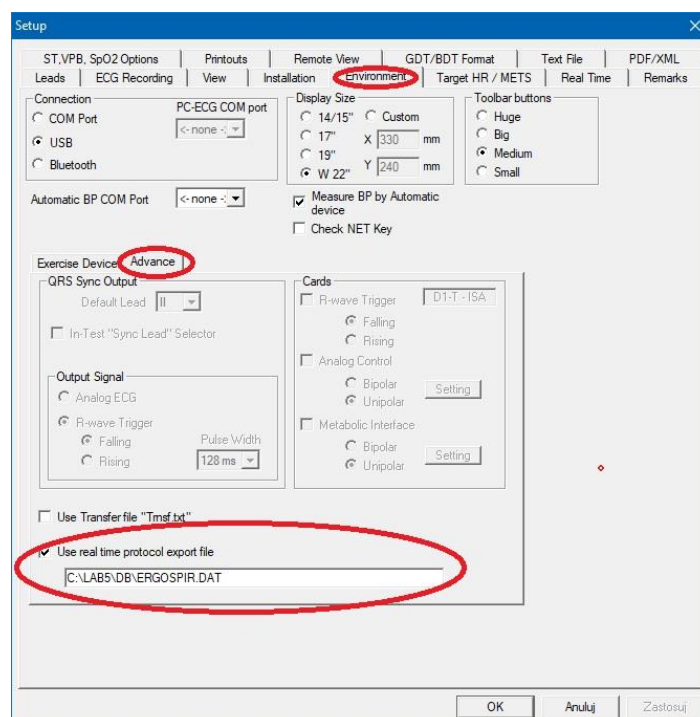 Setup
ST,VPB, SpO2 Options Printouts Remote View GDT/BDT Format Text File PDF/XML
Leads ECG Recording View Installation Environment Target HR / METS Real Time Remarks
Connection
COM Port
USB
Bluetooth
PC-ECG COM port
<- none -:
Automatic BP COM Port <- none -:
Display Size
14/15" Custom
17" X 330 mm
19"
W 22" Y 240 mm
Measure BP by Automatic
device
Check NET Key
Toolbar buttons
Huge
Big
Medium
Small
Exercise Device Advance
QRS Sync Output
Default Lead II
In-Test "Sync Lead" Selector
Output Signal
Analog ECG
R-wave Trigger
Falling
Rising
Pulse Width
128 ms
Cards
R-wave Trigger D1-T - ISA
Falling
Rising
Analog Control
Bipolar
Unipolar
Setting
Metabolic Interface
Bipolar
Unipolar
Setting
Use Transfer file "Trnsf.txt"
Use real time protocol export file
C:\LAB5\DB\ERGOSPIR.DAT
OK Anuluj Zastosuj